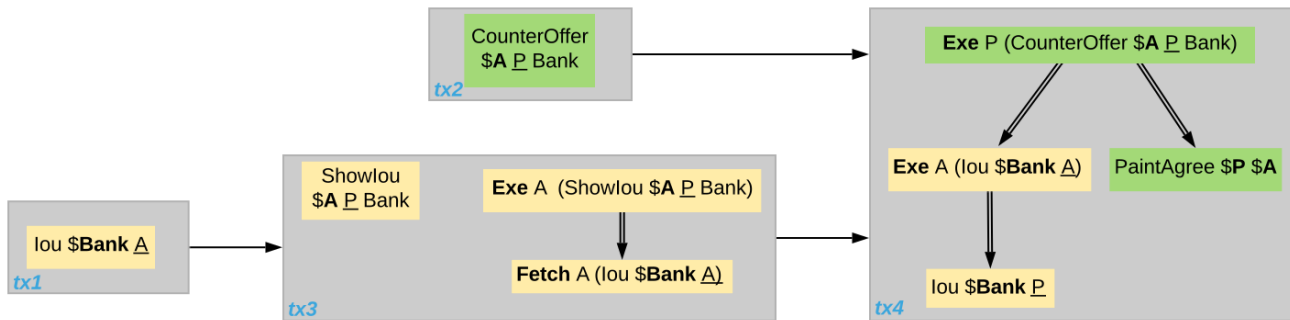 CounterOffer
$A P Bank
tx2
Exe P (CounterOffer $A P Bank)
Exe A (Iou $Bank A)
PaintAgree $P $A
Iou $Bank P
tx4
ShowIou
$A P Bank
Exe A  (ShowIou $A P Bank)
Fetch A (Iou $Bank A)
tx3
Iou $Bank A
tx1